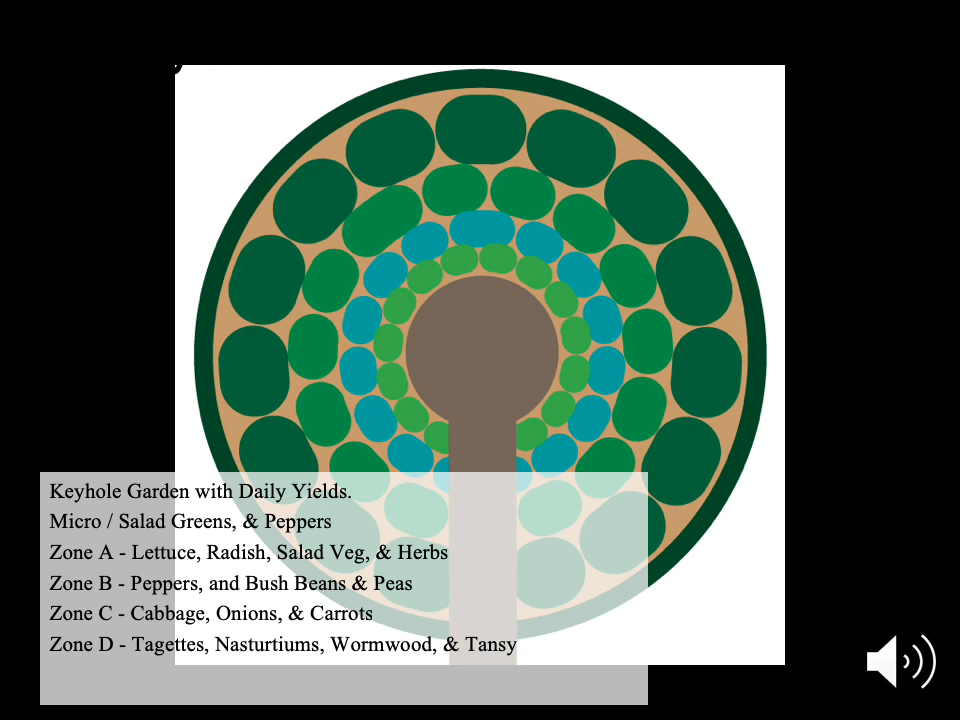 Keyhole Garden with Daily Yields.
Micro / Salad Greens, & Peppers
Zone A - Lettuce, Radish, Salad Veg, & Herbs
Zone B - Peppers, and Bush Beans & Peas
Zone C - Cabbage, Onions, & Carrots
Zone D - Tagettes, Nasturtiums, Wormwood, & Tansy